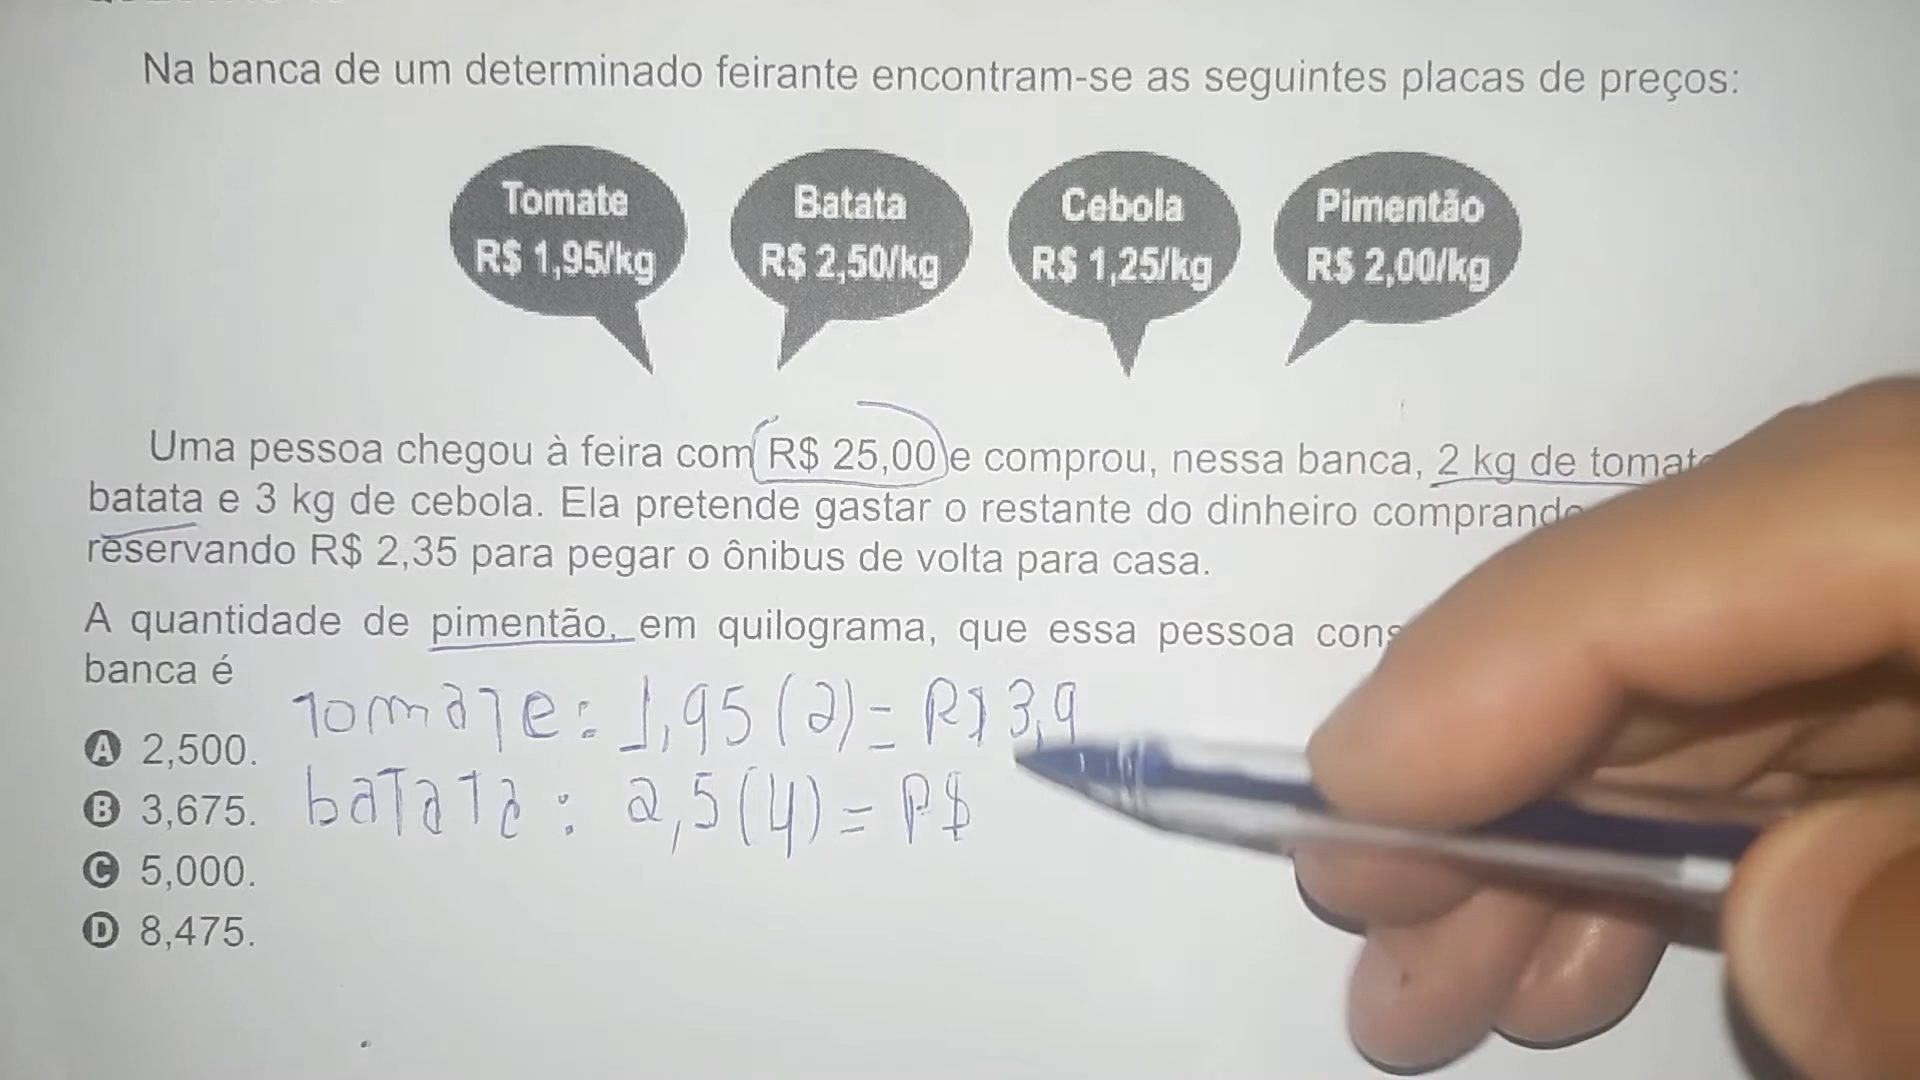 Na banca de um determinado feirante encontram-se as seguintes placas de preços:
Tomate
R$ 1,95/kg
Batata
R$ 2,50/kg
Cebola
R$ 1,25/kg
Pimentão
R$ 2,00/kg
Uma pessoa chegou à feira com R$ 25,00 e comprou, nessa banca, 2 kg de tomat
batata e 3 kg de cebola. Ela pretende gastar o restante do dinheiro comprand
reservando R$ 2,35 para pegar o ônibus de volta para casa.
A quantidade de pimentão, em quilograma, que essa pessoa cons
banca é
Tomate: 1,95(2)= R$ 3,9
A 2,500.
batata: 2,5(4)= R$
B 3,675.
C 5,000.
D 8,475.